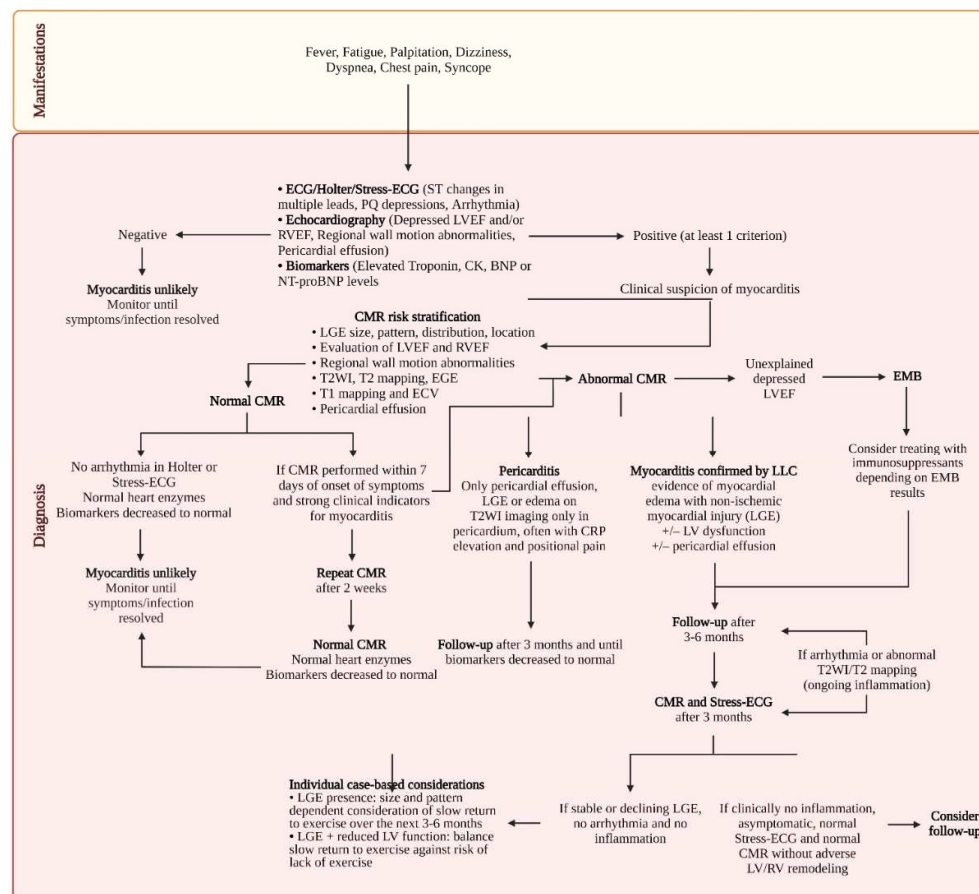 Manifestations
Fever, Fatigue, Palpitation, Dizziness,
Dyspnea, Chest pain, Syncope
Diagnosis
• ECG/Holter/Stress-ECG (ST changes in
multiple leads, PQ depressions, Arrhythmia)
• Echocardiography (Depressed LVEF and/or
RVEF, Regional wall motion abnormalities,
Pericardial effusion)
• Biomarkers (Elevated Troponin, CK, BNP or
NT-proBNP levels
Negative
Myocarditis unlikely
Monitor until
symptoms/infection resolved
Positive (at least 1 criterion)
Clinical suspicion of myocarditis
CMR risk stratification
• LGE size, pattern, distribution, location
• Evaluation of LVEF and RVEF
• Regional wall motion abnormalities
• T2WI, T2 mapping, EGE
• T1 mapping and ECV
• Pericardial effusion
Normal CMR
Abnormal CMR
Unexplained
depressed
LVEF
EMB
Consider treating with
immunosuppressants
depending on EMB
results
No arrhythmia in Holter or
Stress-ECG
Normal heart enzymes
Biomarkers decreased to normal
Myocarditis unlikely
Monitor until
symptoms/infection
resolved
If CMR performed within 7
days of onset of symptoms
and strong clinical indicators
for myocarditis
Repeat CMR
after 2 weeks
Normal CMR
Normal heart enzymes
Biomarkers decreased to normal
Pericarditis
Only pericardial effusion,
LGE or edema on
T2WI imaging only in
pericardium, often with CRP
elevation and positional pain
Follow-up after 3 months and until
biomarkers decreased to normal
Myocarditis confirmed by LLC
evidence of myocardial
edema with non-ischemic
myocardial injury (LGE)
+/– LV dysfunction
+/– pericardial effusion
Follow-up after
3-6 months
If arrhythmia or abnormal
T2WI/T2 mapping
(ongoing inflammation)
CMR and Stress-ECG
after 3 months
Individual case-based considerations
• LGE presence: size and pattern
dependent consideration of slow return
to exercise over the next 3-6 months
• LGE + reduced LV function: balance
slow return to exercise against risk of
lack of exercise
If stable or declining LGE,
no arrhythmia and no
inflammation
If clinically no inflammation,
asymptomatic, normal
Stress-ECG and normal
CMR without adverse
LV/RV remodeling
Consider
follow-up